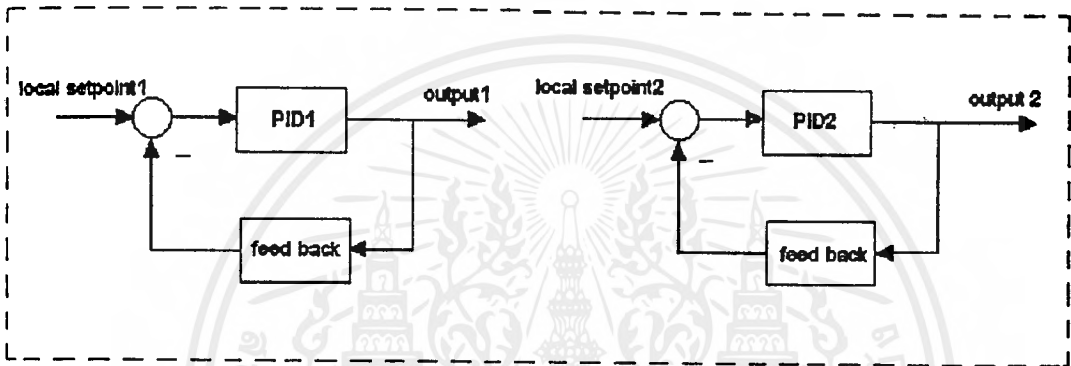 local setpoint1
PID1
output1
feed back
local setpoint2
PID2
output 2
feed back